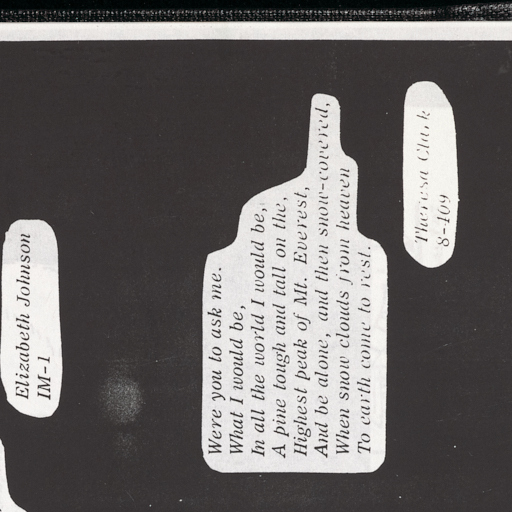 Elizabeth Johnson
IM-1
Were you to ask me.
What I would be,
In all the world I would be,
A pine tough and tall on the,
Highest peak of Mt. Everest,
And be alone, and then snow-covered,
When snow clouds from heaven
To earth come to rest.
Theresa Clark
8-109